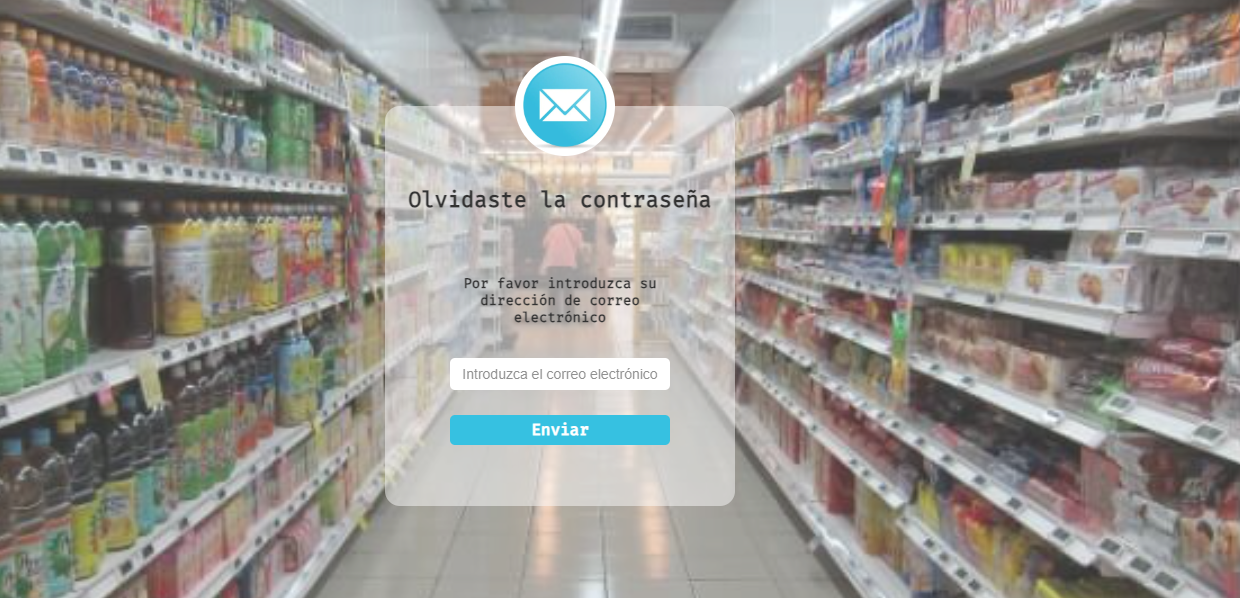 Olvidaste la contraseña
Por favor introduzca su
dirección de correo
electrónico
Introduzca el correo electrónico
Enviar